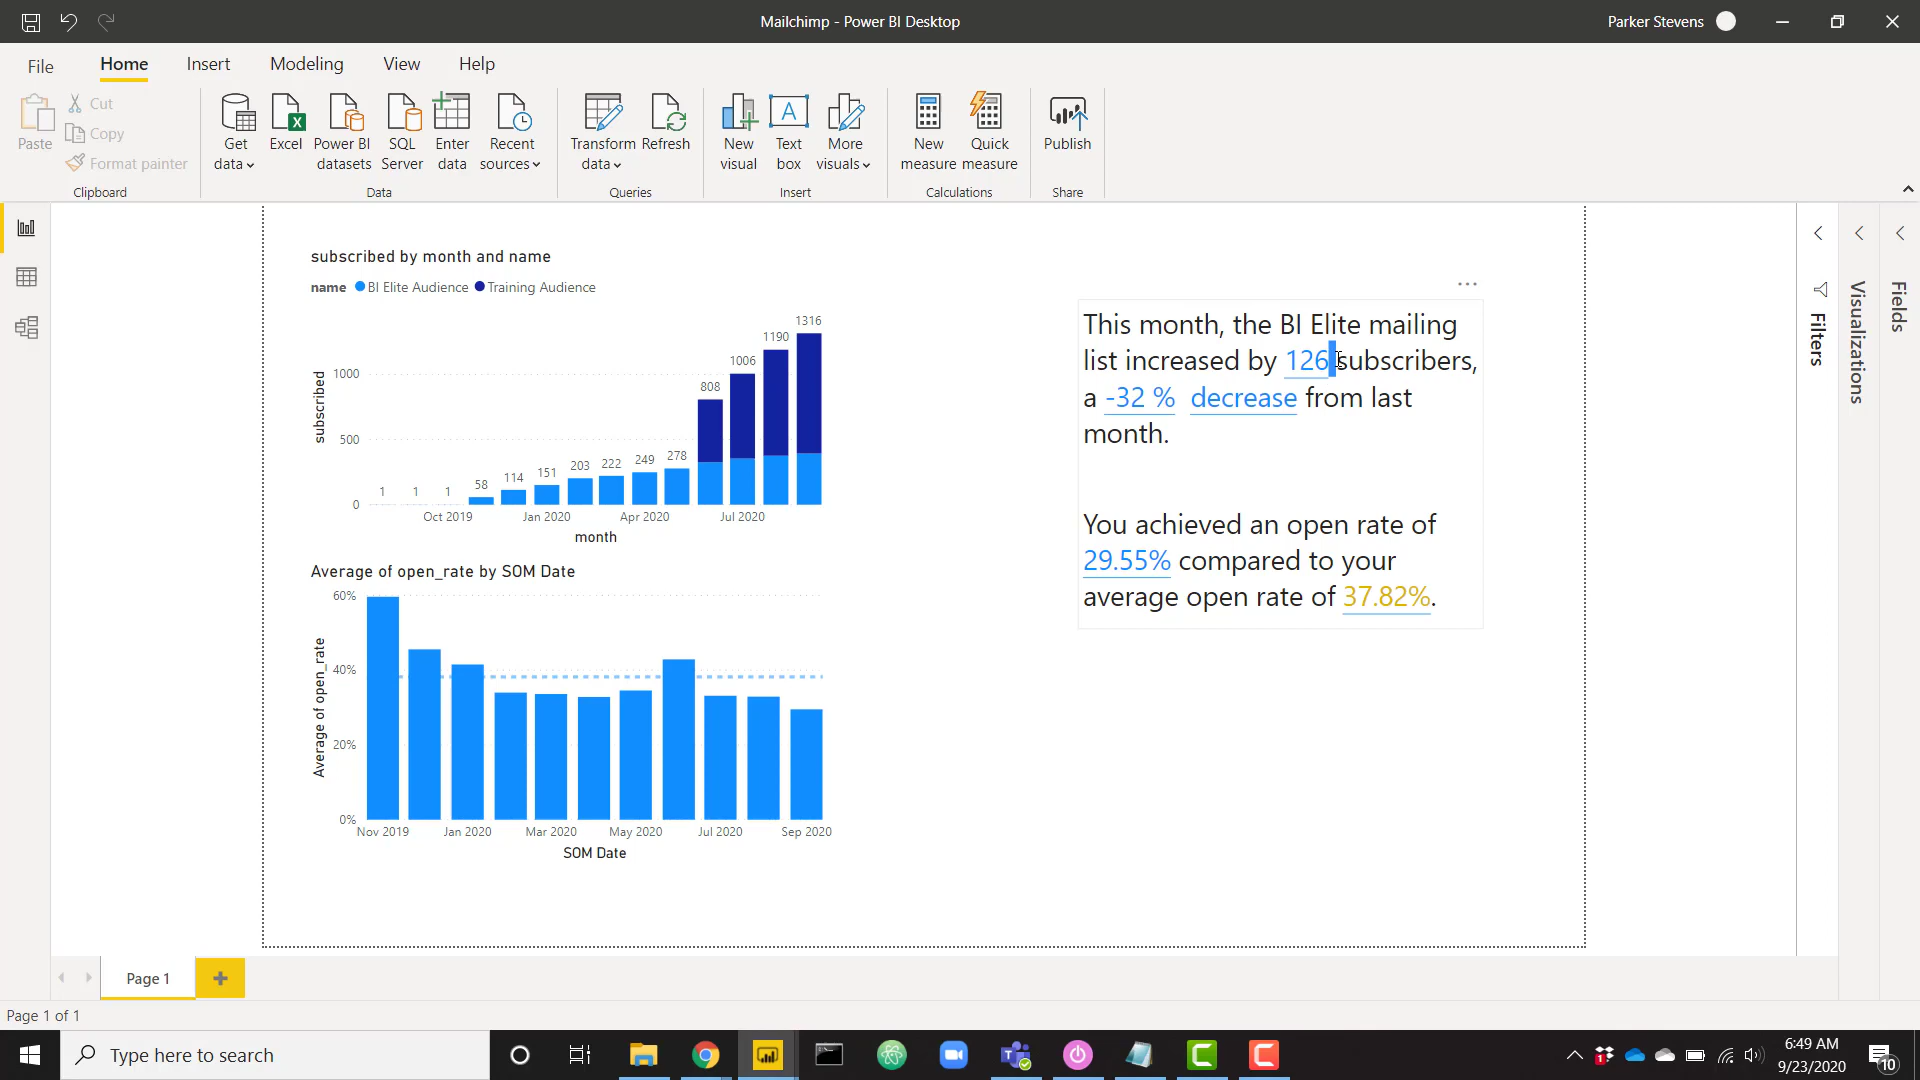 Mailchimp - Power BI Desktop
Parker Stevens
File
Home
Insert
Modeling
View
Help
Paste
Cut
Copy
Format painter
Clipboard
Get data
Excel
Power BI datasets
SQL Server
Enter data
Recent sources
Data
Transform data
Refresh
Queries
New visual
Text box
More visuals
Insert
New measure
Quick measure
Calculations
Publish
Share
subscribed by month and name
name BI Elite Audience Training Audience
subscribed
1000
500
0
1
1
1
58
114
151
203
222
249
278
808
1006
1190
1316
Oct 2019
Jan 2020
Apr 2020
Jul 2020
month
Average of open_rate by SOM Date
Average of open_rate
60%
40%
20%
0%
Nov 2019
Jan 2020
Mar 2020
May 2020
Jul 2020
Sep 2020
SOM Date
This month, the BI Elite mailing
list increased by 126 subscribers,
a -32 % decrease from last
month.
You achieved an open rate of
29.55% compared to your
average open rate of 37.82%.
Filters
Visualizations
Fields
Page 1
Page 1 of 1
Type here to search
6:49 AM
9/23/2020
10